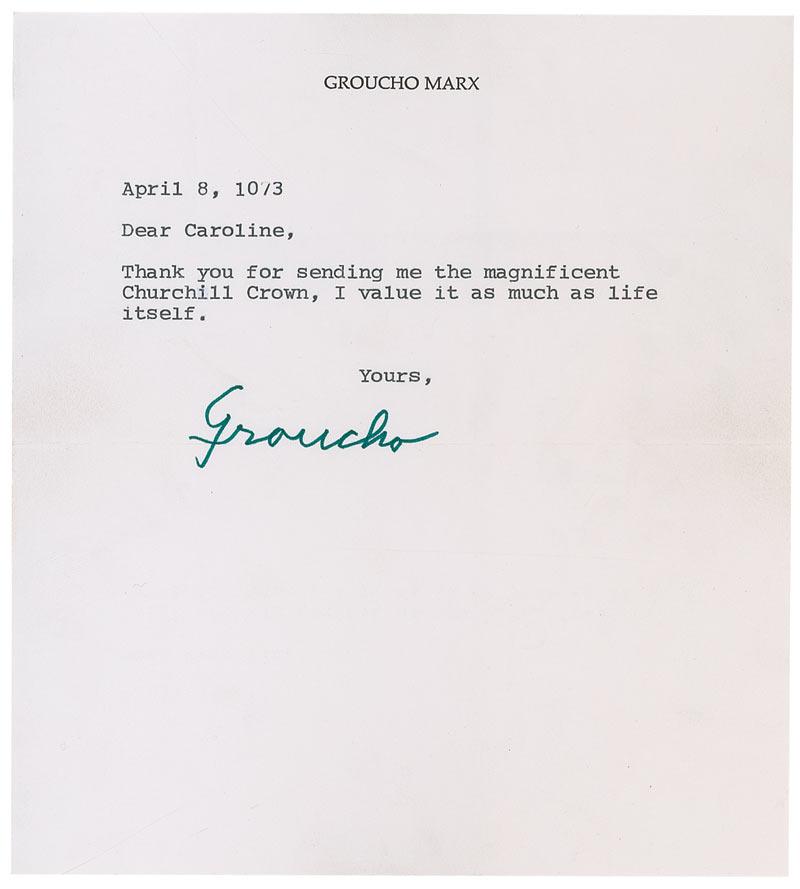 GROUCHO MARX
April 8, 1073
Dear Caroline,
Thank you for sending me the magnificent
Churchill Crown, I value it as much as life
itself.
Yours,
Groucho